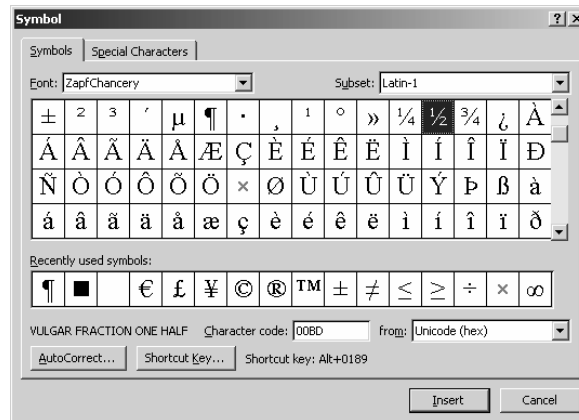 Symbol
Symbols Special Characters
Font: ZapfChancery Subset: Latin-1
± ² ³ ´ µ ¶ · ¸ ¹ º » ¼ ½ ¾ ¿ À
Á Â Ã Ä Å Æ Ç È É Ê Ë Ì Í Î Ï Ð
Ñ Ò Ó Ô Õ Ö × Ø Ù Ú Û Ü Ý Þ ß à
á â ã ä å æ ç è é ê ë ì í î ï ð
Recently used symbols:
¶ ■ € £ ¥ © ® ™ ± ≠ ≤ ≥ ÷ × ∞
VULGAR FRACTION ONE HALF Character code: 00BD from: Unicode (hex)
AutoCorrect... Shortcut Key... Shortcut key: Alt+0189
Insert Cancel